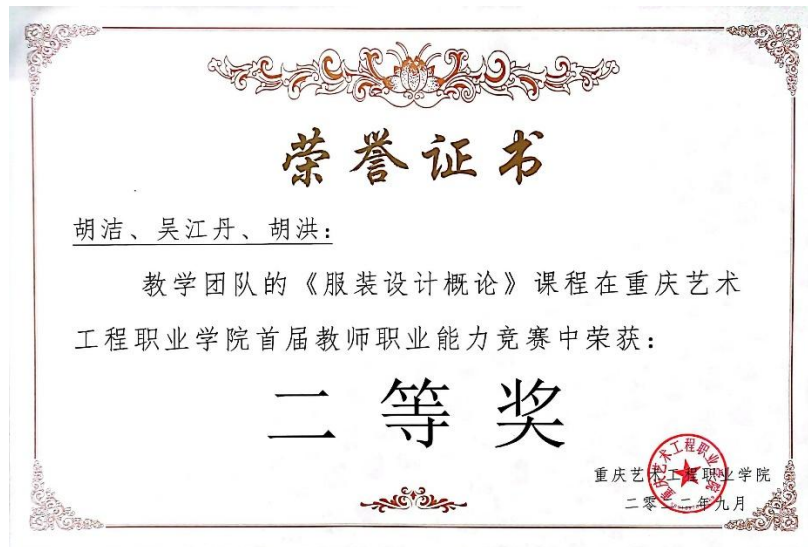 荣誉证书
胡洁、吴江丹、胡洪：
教学团队的《服装设计概论》课程在重庆艺术
工程职业学院首届教师职业能力竞赛中荣获：
二等奖
重庆艺术工程职业学院
二零二二年九月